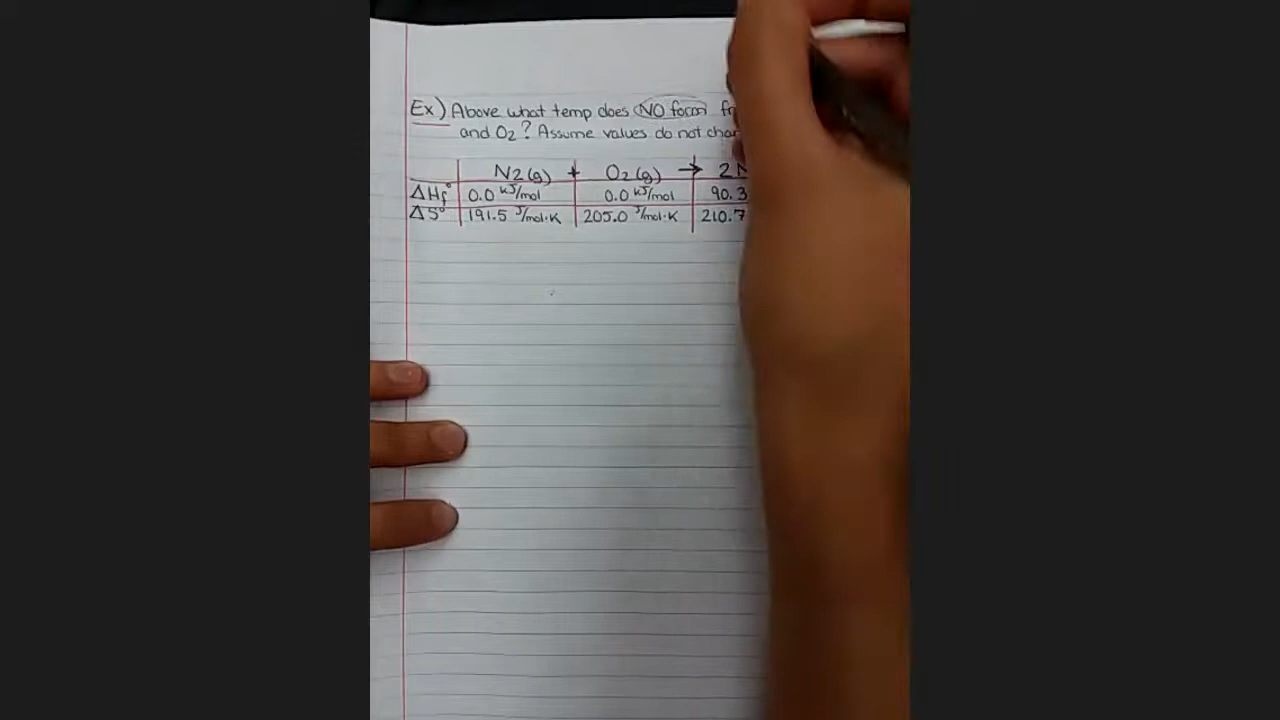 Ex) Above what temp does NO form
and O₂? Assume values do not
N2(g) + O₂(g) → 2
ΔHf° 0.0 kJ/mol 0.0 kJ/mol 90.3
ΔS° 191.5 J/mol·K 205.0 J/mol·K 210.7